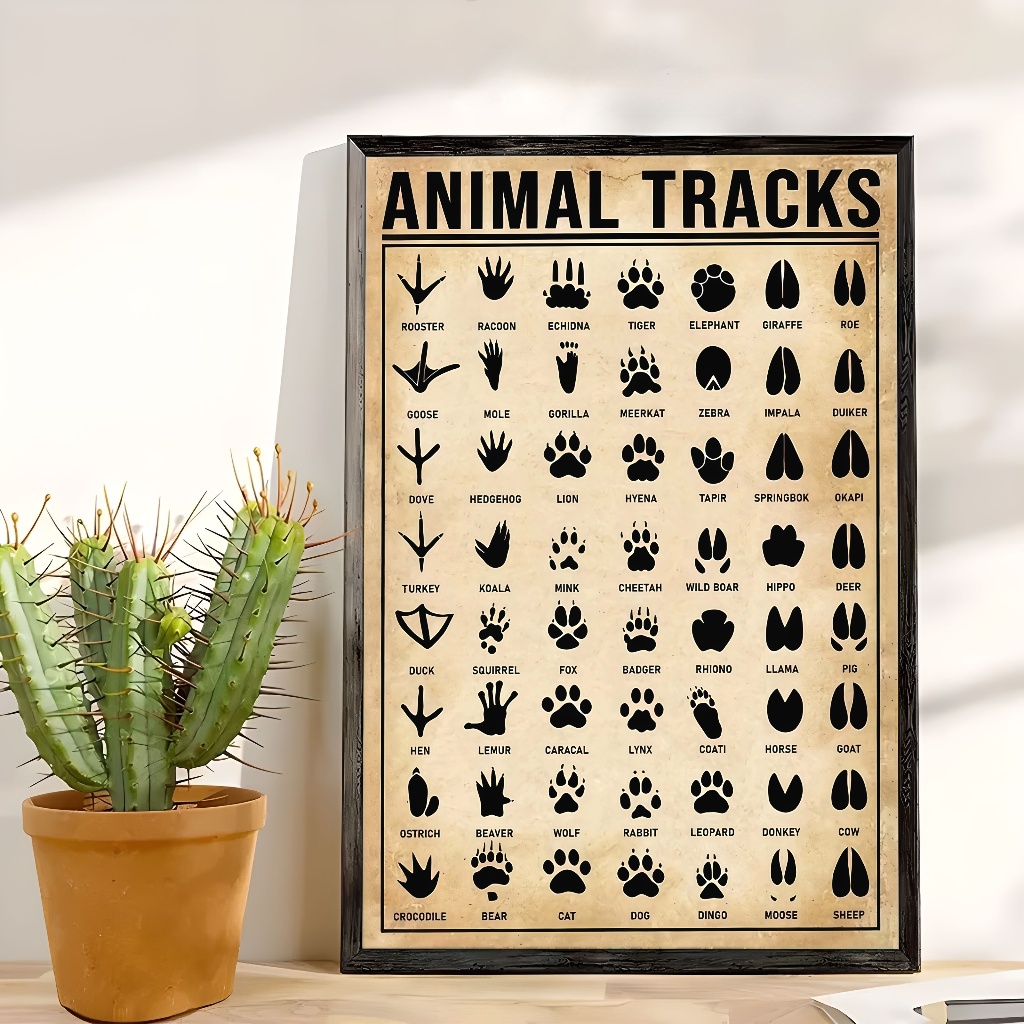 ANIMAL TRACKS
ROOSTER RACOON ECHIDNA TIGER ELEPHANT GIRAFFE ROE
GOOSE MOLE GORILLA MEERKAT ZEBRA IMPALA DUIKER
DOVE HEDGEHOG LION HYENA TAPIR SPRINGBOK OKAPI
TURKEY KOALA MINK CHEETAH WILD BOAR HIPPO DEER
DUCK SQUIRREL FOX BADGER RHIONO LLAMA PIG
HEN LEMUR CARACAL LYNX COATI HORSE GOAT
OSTRICH BEAVER WOLF RABBIT LEOPARD DONKEY COW
CROCODILE BEAR CAT DOG DINGO MOOSE SHEEP